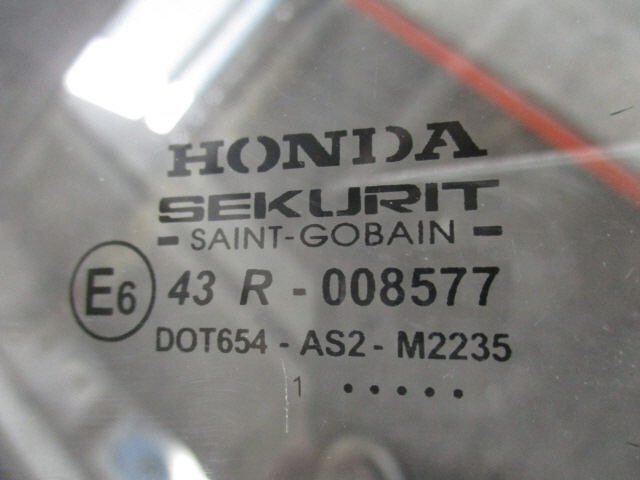 HONDA
SEKURIT
- SAINT-GOBAIN -
E6 43 R - 008577
DOT654 - AS2 - M2235
1 •••••